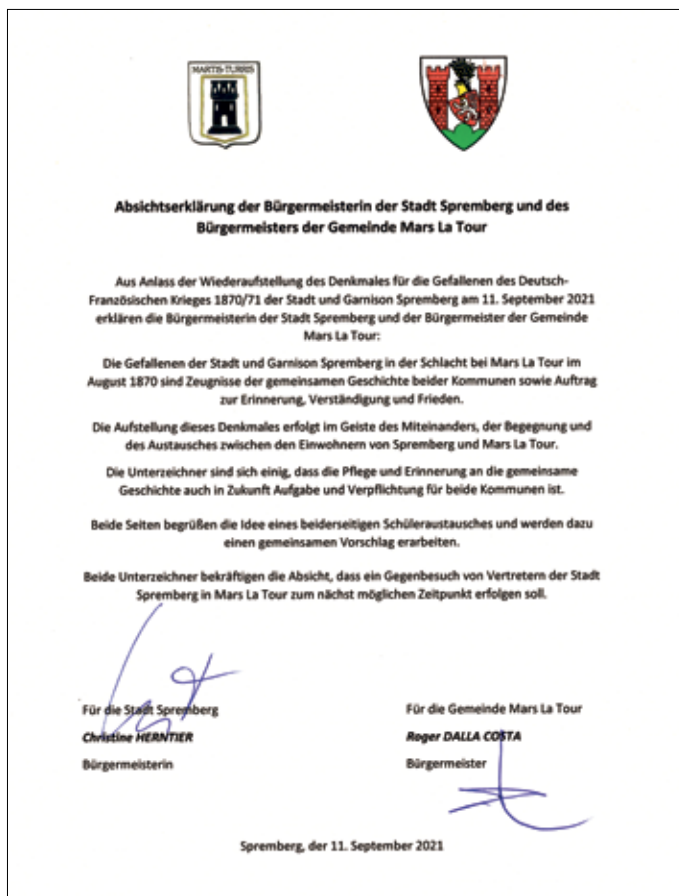 MARTIS-TURRIS
Absichtserklärung der Bürgermeisterin der Stadt Spremberg und des
Bürgermeisters der Gemeinde Mars La Tour
Aus Anlass der Wiederaufstellung des Denkmales für die Gefallenen des Deutsch-
Französischen Krieges 1870/71 der Stadt und Garnison Spremberg am 11. September 2021
erklären die Bürgermeisterin der Stadt Spremberg und der Bürgermeister der Gemeinde
Mars La Tour:
Die Gefallenen der Stadt und Garnison Spremberg in der Schlacht bei Mars La Tour im
August 1870 sind Zeugnisse der gemeinsamen Geschichte beider Kommunen sowie Auftrag
zur Erinnerung, Verständigung und Frieden.
Die Aufstellung dieses Denkmales erfolgt im Geiste des Miteinanders, der Begegnung und
des Austausches zwischen den Einwohnern von Spremberg und Mars La Tour.
Die Unterzeichner sind sich einig, dass die Pflege und Erinnerung an die gemeinsame
Geschichte auch in Zukunft Aufgabe und Verpflichtung für beide Kommunen ist.
Beide Seiten begrüßen die Idee eines beiderseitigen Schüleraustausches und werden dazu
einen gemeinsamen Vorschlag erarbeiten.
Beide Unterzeichner bekräftigen die Absicht, dass ein Gegenbesuch von Vertretern der Stadt
Spremberg in Mars La Tour zum nächst möglichen Zeitpunkt erfolgen soll.
Für die Stadt Spremberg
Christine HERNTIER
Bürgermeisterin
Für die Gemeinde Mars La Tour
Roger DALLA COSTA
Bürgermeister
Spremberg, der 11. September 2021